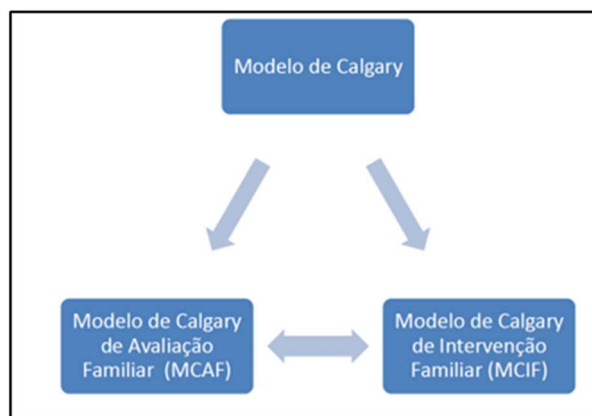 Modelo de Calgary
Modelo de Calgary
de Avaliação
Familiar (MCAF)
Modelo de Calgary
de Intervenção
Familiar (MCIF)